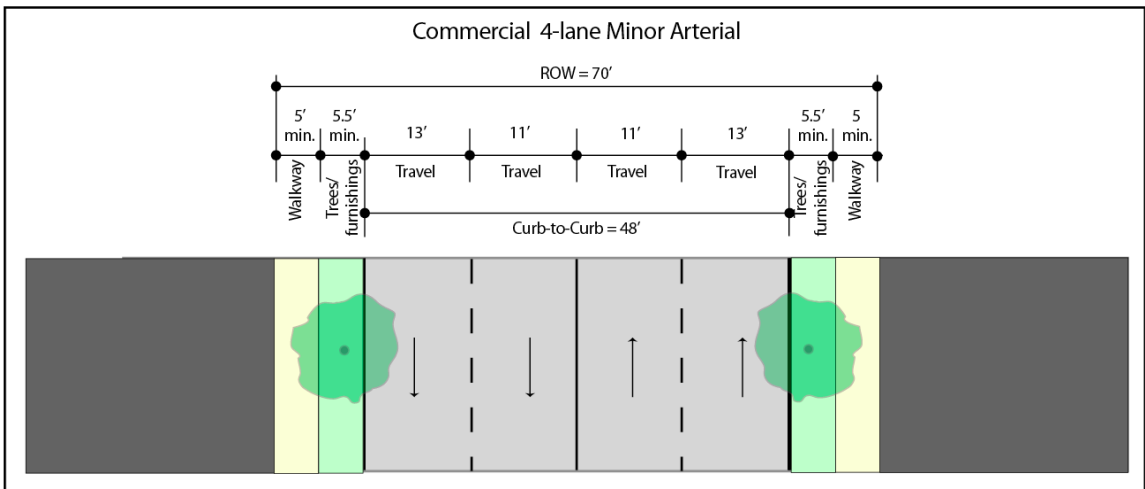 Commercial 4-lane Minor Arterial
ROW = 70'
5' min.
5.5' min.
13'
11'
11'
13'
5.5' min.
5 min.
Walkway
Trees/
furnishings
Travel
Travel
Travel
Travel
Trees/
furnishings
Walkway
Curb-to-Curb = 48'